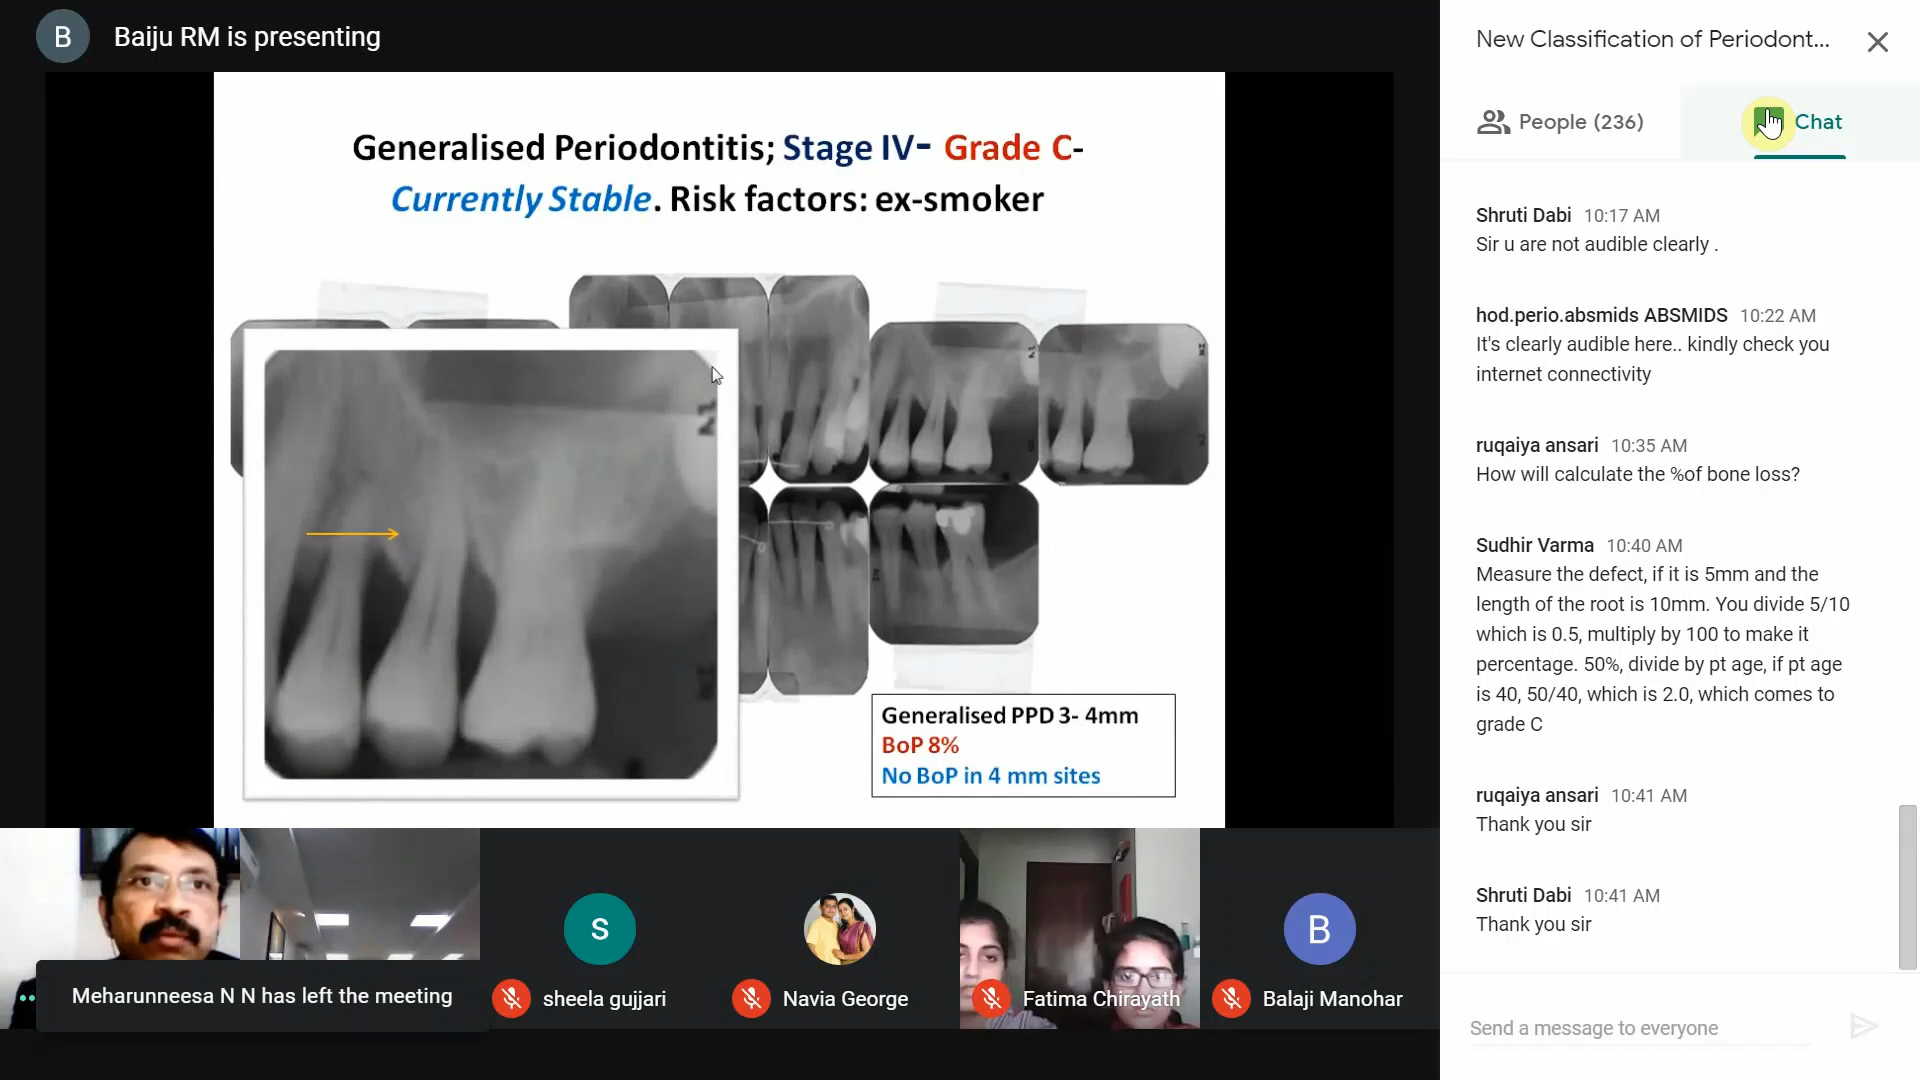 B
Baiju RM is presenting
Generalised Periodontitis; Stage IV- Grade C-
Currently Stable. Risk factors: ex-smoker
Generalised PPD 3- 4mm
BoP 8%
No BoP in 4 mm sites
Meharunneesa N N has left the meeting
S
sheela gujjari
Navia George
Fatima Chirayath
B
Balaji Manohar
New Classification of Periodont...
People (236)
Chat
Shruti Dabi 10:17 AM
Sir u are not audible clearly .
hod.perio.absmids ABSMIDS 10:22 AM
It's clearly audible here.. kindly check you
internet connectivity
ruqaiya ansari 10:35 AM
How will calculate the %of bone loss?
Sudhir Varma 10:40 AM
Measure the defect, if it is 5mm and the
length of the root is 10mm. You divide 5/10
which is 0.5, multiply by 100 to make it
percentage. 50%, divide by pt age, if pt age
is 40, 50/40, which is 2.0, which comes to
grade C
ruqaiya ansari 10:41 AM
Thank you sir
Shruti Dabi 10:41 AM
Thank you sir
Send a message to everyone